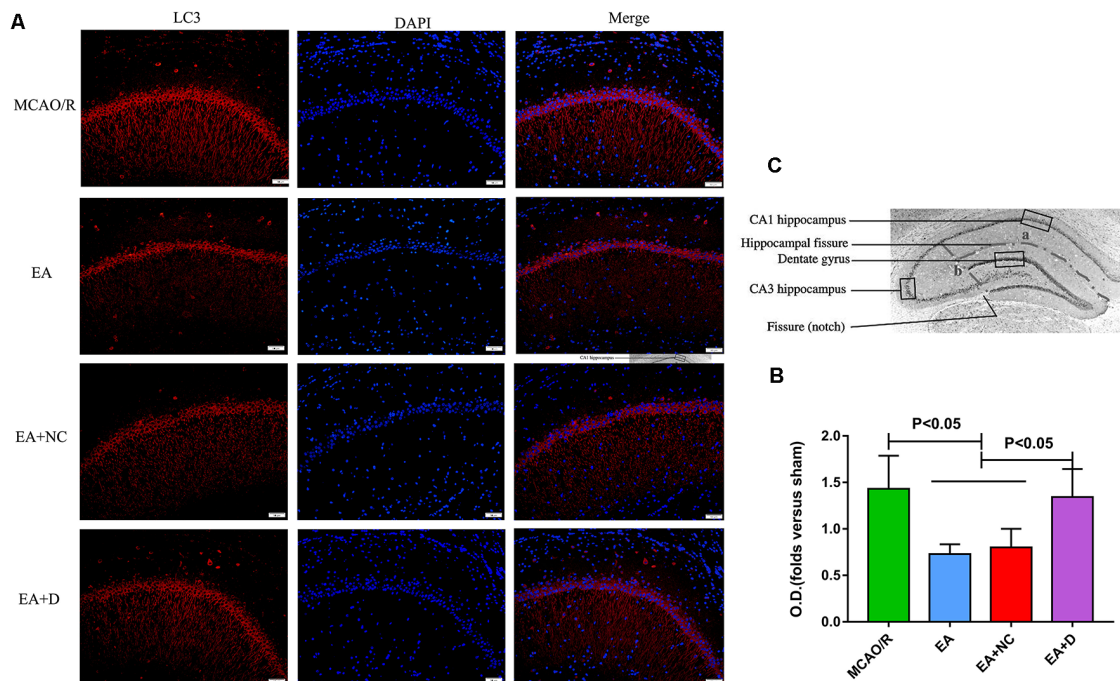 A
LC3
DAPI
Merge
MCAO/R
EA
EA+NC
EA+D
CA1 hippocampus
C
CA1 hippocampus
Hippocampal fissure
Dentate gyrus
CA3 hippocampus
Fissure (notch)
a
b
B
P<0.05
P<0.05
O.D.(folds versus sham)
2.0
1.5
1.0
0.5
0.0
MCAO/R
EA
EA+NC
EA+D